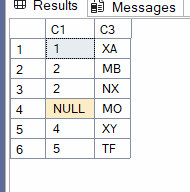 Results Messages
C1 C3
1 1 XA
2 2 MB
3 2 NX
4 NULL MO
5 4 XY
6 5 TF